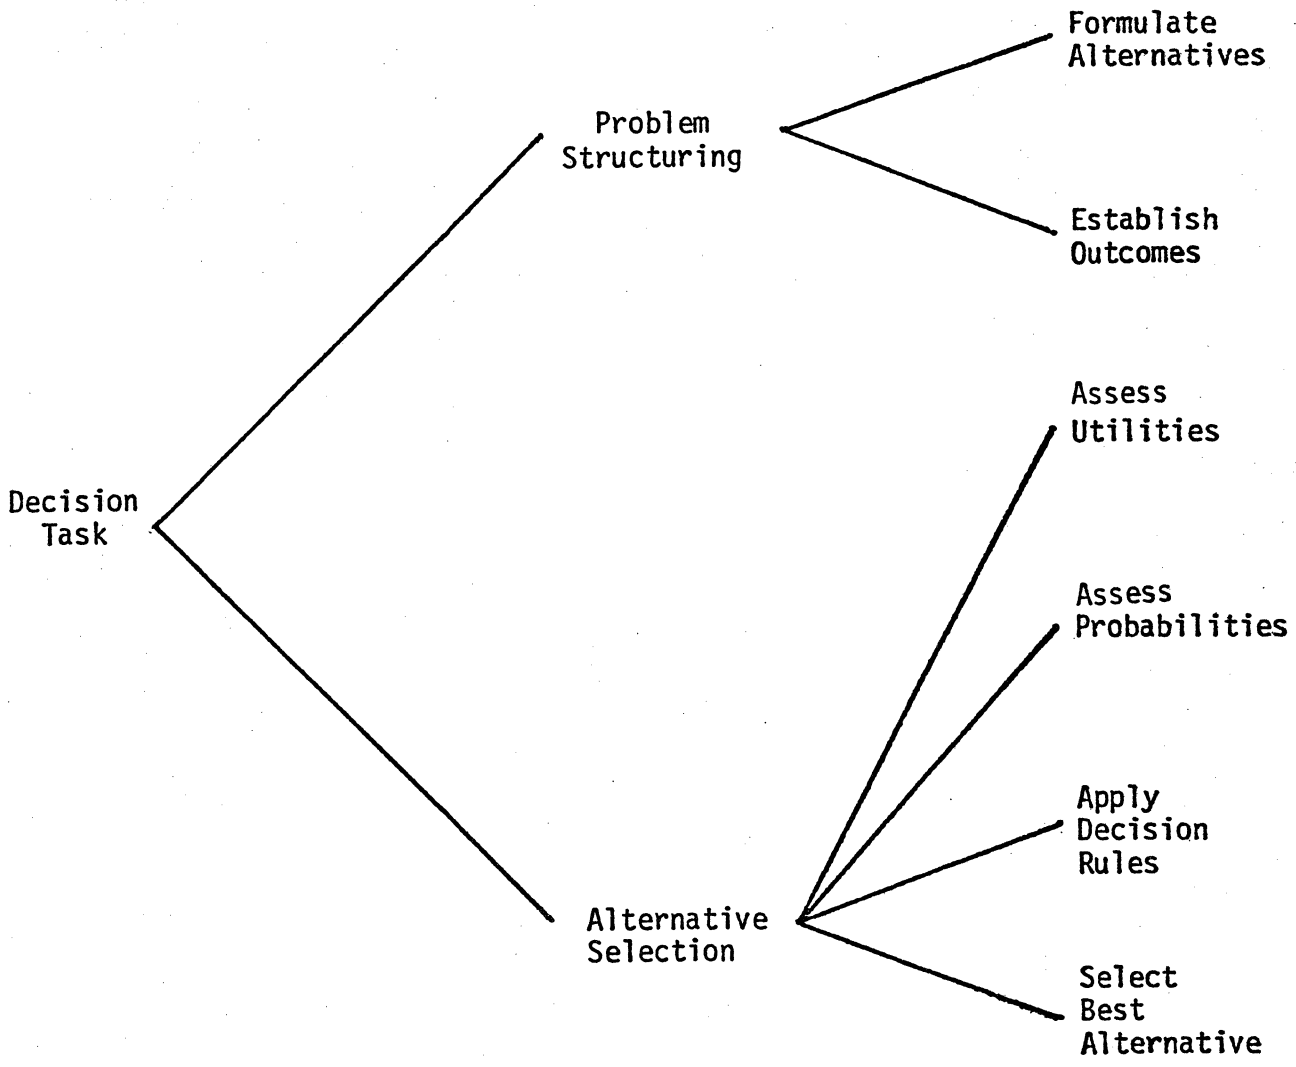 Formulate
Alternatives
Problem
Structuring
Establish
Outcomes
Assess
Utilities
Decision
Task
Assess
Probabilities
Apply
Decision
Rules
Alternative
Selection
Select
Best
Alternative